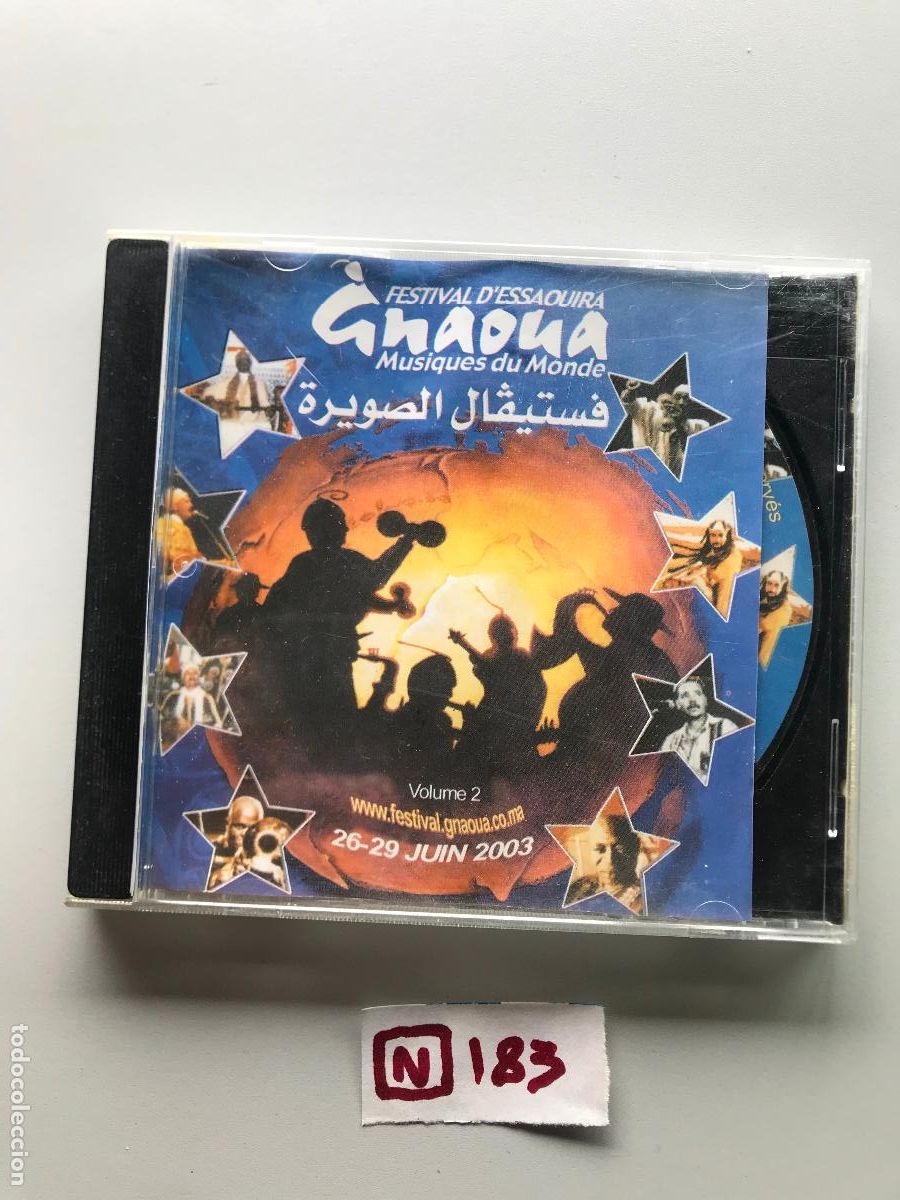 FESTIVAL D'ESSAOUIRA
Gnaoua
Musiques du Monde
فستيڤال الصويرة
Volume 2
www.festival.gnaoua.co.ma
26-29 JUIN 2003
N 183
todocoleccion